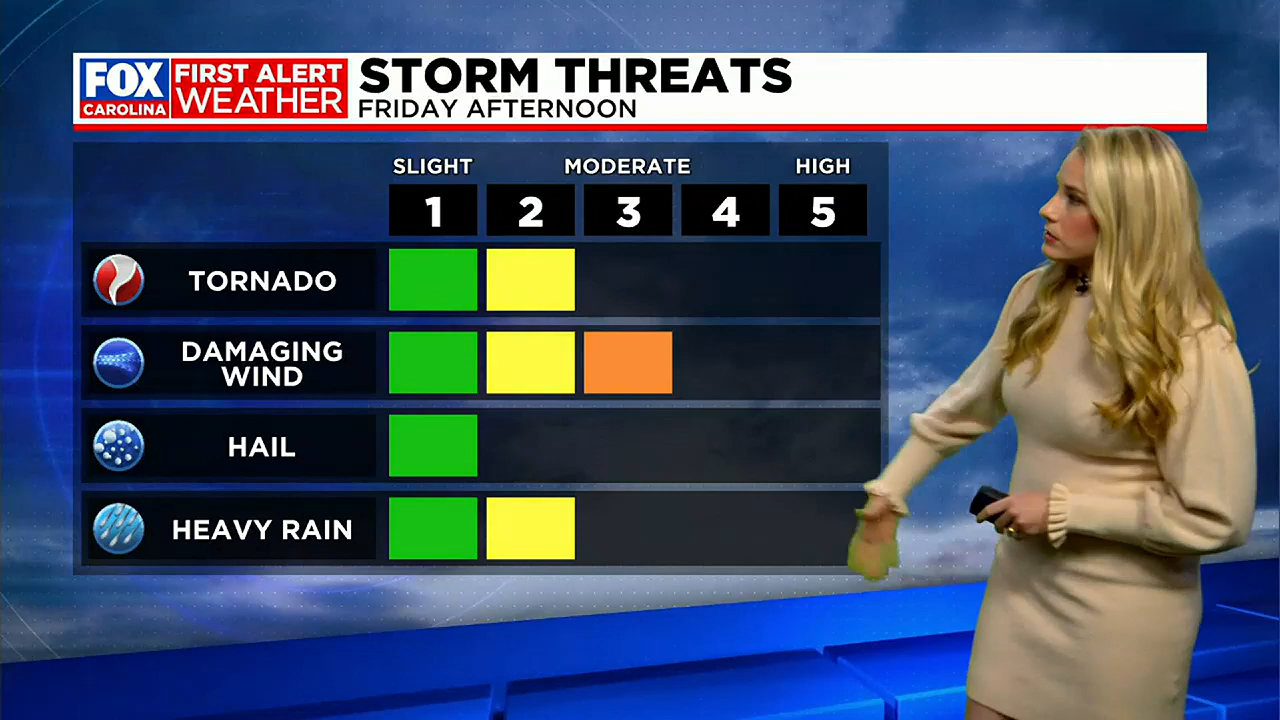 FOX
CAROLINA
FIRST ALERT
WEATHER
STORM THREATS
FRIDAY AFTERNOON
SLIGHT MODERATE HIGH
1 2 3 4 5
TORNADO
DAMAGING
WIND
HAIL
HEAVY RAIN